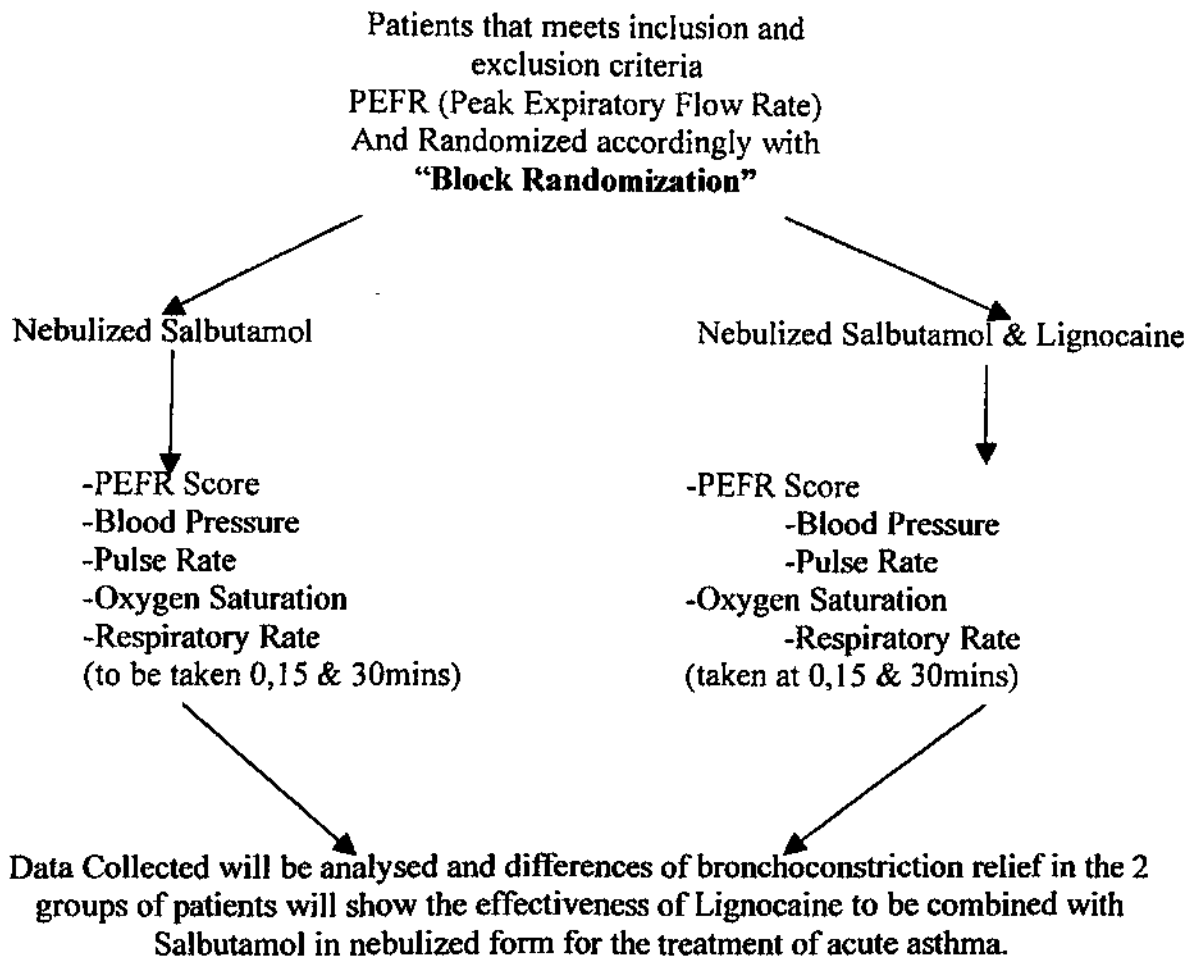 Patients that meets inclusion and
exclusion criteria
PEFR (Peak Expiratory Flow Rate)
And Randomized accordingly with
“Block Randomization”
Nebulized Salbutamol
Nebulized Salbutamol & Lignocaine
-PEFR Score
-Blood Pressure
-Pulse Rate
-Oxygen Saturation
-Respiratory Rate
(to be taken 0,15 & 30mins)
-PEFR Score
-Blood Pressure
-Pulse Rate
-Oxygen Saturation
-Respiratory Rate
(taken at 0,15 & 30mins)
Data Collected will be analysed and differences of bronchoconstriction relief in the 2
groups of patients will show the effectiveness of Lignocaine to be combined with
Salbutamol in nebulized form for the treatment of acute asthma.